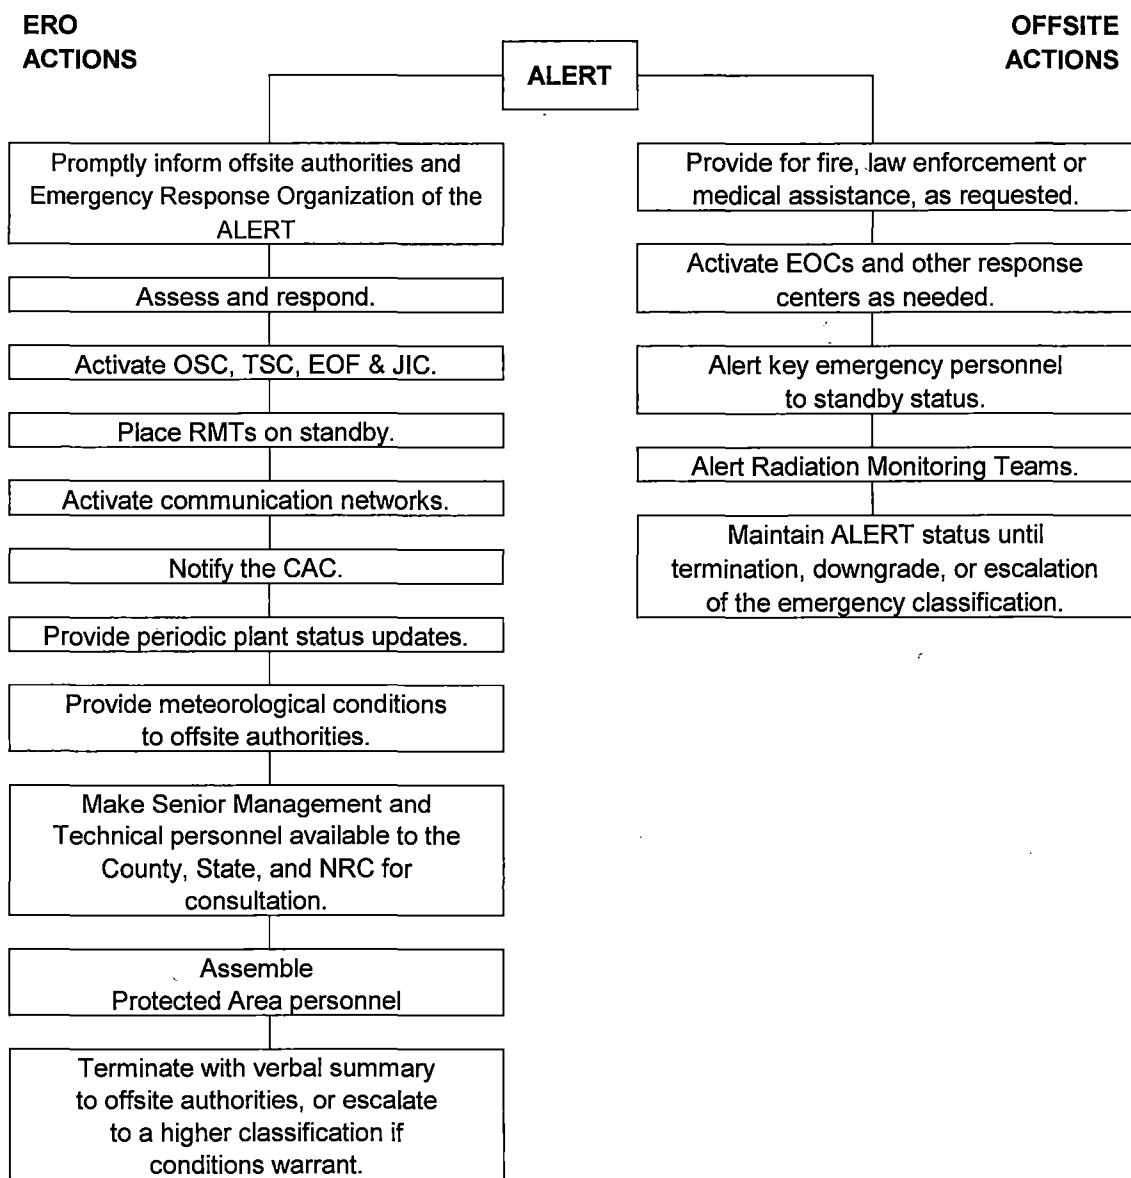 ERO
ACTIONS
OFFSITE
ACTIONS
ALERT
Promptly inform offsite authorities and
Emergency Response Organization of the
ALERT
Assess and respond.
Activate OSC, TSC, EOF & JIC.
Place RMTs on standby.
Activate communication networks.
Notify the CAC.
Provide periodic plant status updates.
Provide meteorological conditions
to offsite authorities.
Make Senior Management and
Technical personnel available to the
County, State, and NRC for
consultation.
Assemble
Protected Area personnel
Terminate with verbal summary
to offsite authorities, or escalate
to a higher classification if
conditions warrant.
Provide for fire, law enforcement or
medical assistance, as requested.
Activate EOCs and other response
centers as needed.
Alert key emergency personnel
to standby status.
Alert Radiation Monitoring Teams.
Maintain ALERT status until
termination, downgrade, or escalation
of the emergency classification.